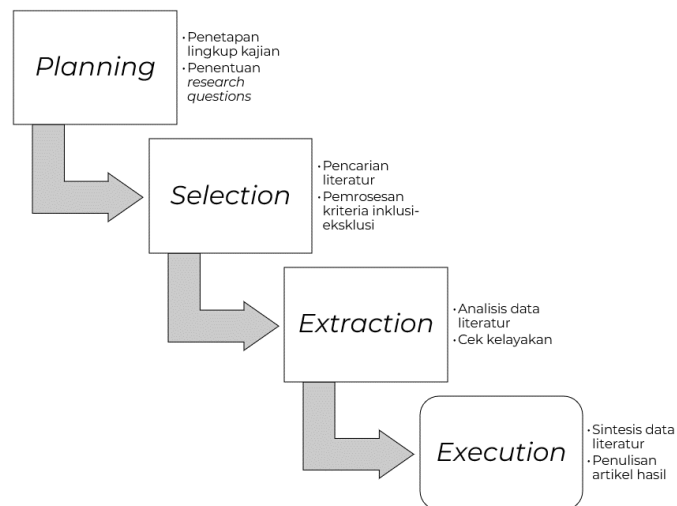 Planning
·Penetapan
lingkup kajian
·Penentuan
research
questions
Selection
·Pencarian
literatur
·Pemrosesan
kriteria inklusi-
eksklusi
Extraction
·Analisis data
literatur
·Cek kelayakan
Execution
·Sintesis data
literatur
·Penulisan
artikel hasil